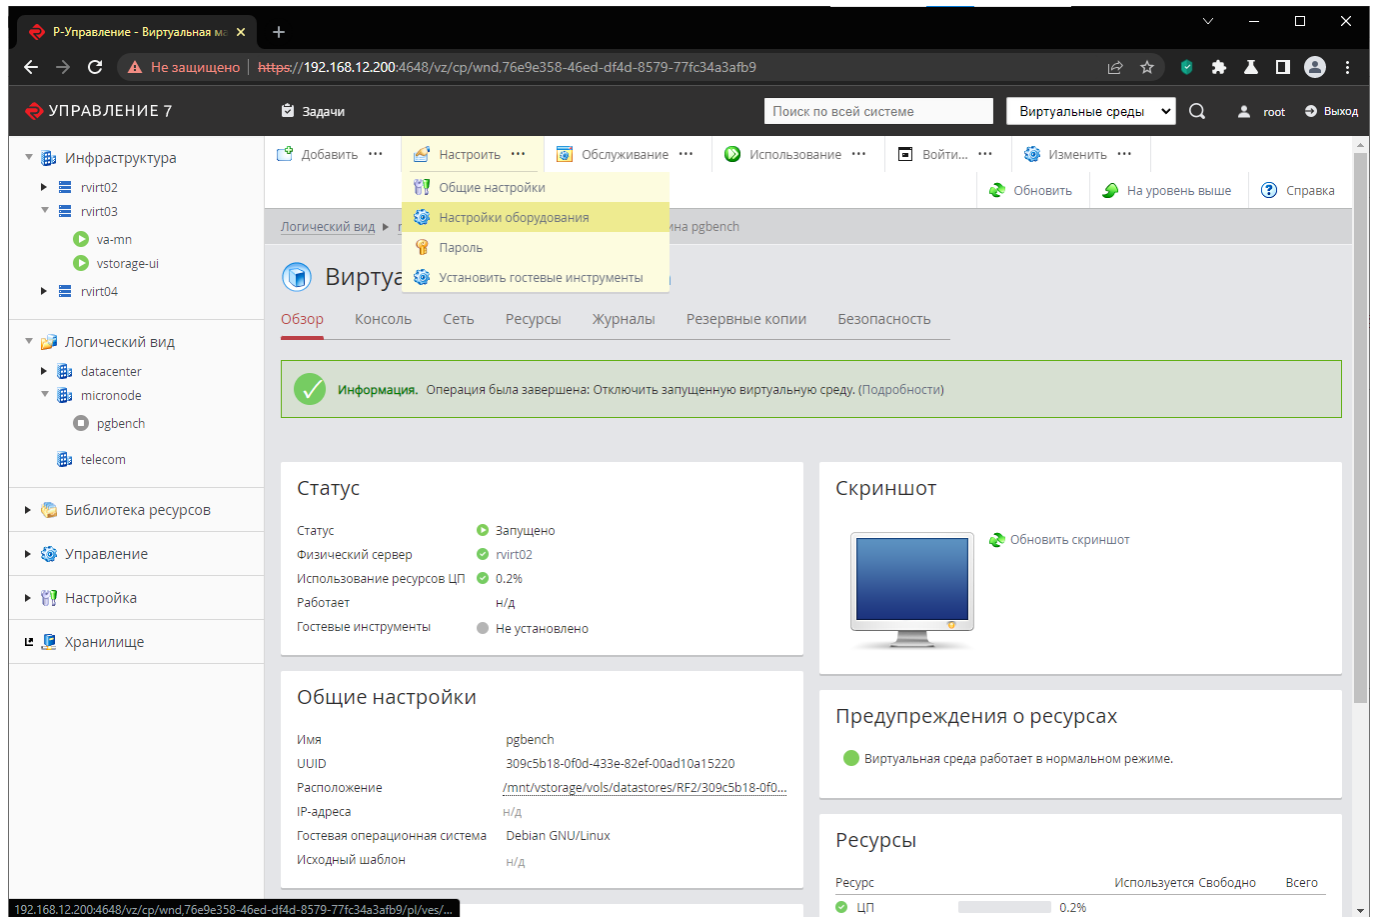 Р-Управление - Виртуальная ма
Не защищено https://192.168.12.200:4648/vz/cp/wnd,76e9e358-46ed-df4d-8579-77fc34a3afb9
УПРАВЛЕНИЕ 7
Задачи
Поиск по всей системе
Виртуальные среды
root
Выход
Инфраструктура
rvirt02
rvirt03
va-mn
vstorage-ui
rvirt04
Логический вид
datacenter
micronode
pgbench
telecom
Библиотека ресурсов
Управление
Настройка
Хранилище
Добавить ••• Настроить ••• Обслуживание ••• Использование ••• Войти... ••• Изменить •••
Общие настройки
Настройки оборудования
Пароль
Установить гостевые инструменты
Обновить На уровень выше Справка
Логический вид ина pgbench
Виртуа
Обзор Консоль Сеть Ресурсы Журналы Резервные копии Безопасность
Информация. Операция была завершена: Отключить запущенную виртуальную среду. (Подробности)
Статус
Статус Запущено
Физический сервер rvirt02
Использование ресурсов ЦП 0.2%
Работает н/д
Гостевые инструменты Не установлено
Общие настройки
Имя pgbench
UUID 309c5b18-0f0d-433e-82ef-00ad10a15220
Расположение /mnt/vstorage/vols/datastores/RF2/309c5b18-0f0...
IP-адреса н/д
Гостевая операционная система Debian GNU/Linux
Исходный шаблон н/д
Скриншот
Обновить скриншот
Предупреждения о ресурсах
Виртуальная среда работает в нормальном режиме.
Ресурсы
Ресурс Используется Свободно Всего
ЦП 0.2%
192.168.12.200:4648/vz/cp/wnd,76e9e358-46ed-df4d-8579-77fc34a3afb9/pl/ves/...